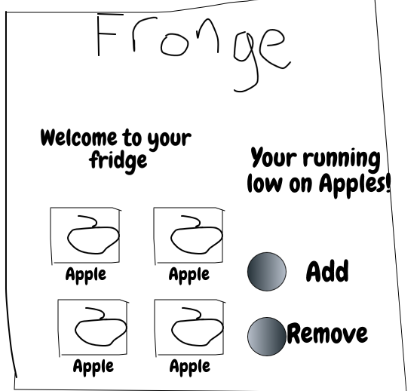 Fronge
Welcome to your
fridge
Your running
low on Apples!
Apple
Apple
Add
Apple
Apple
Remove